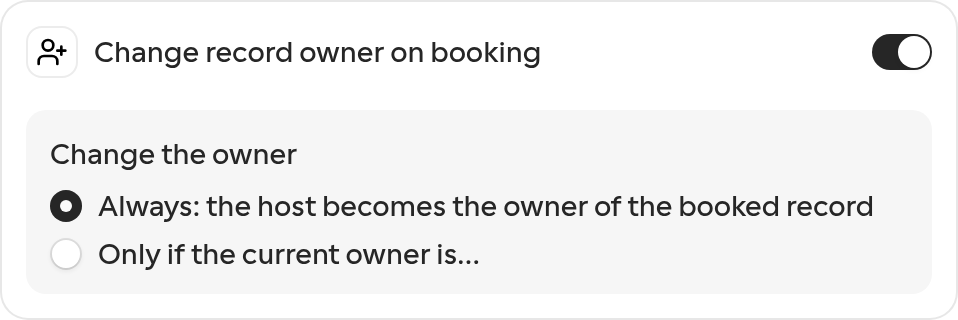 Change record owner on booking
Change the owner
Always: the host becomes the owner of the booked record
Only if the current owner is...